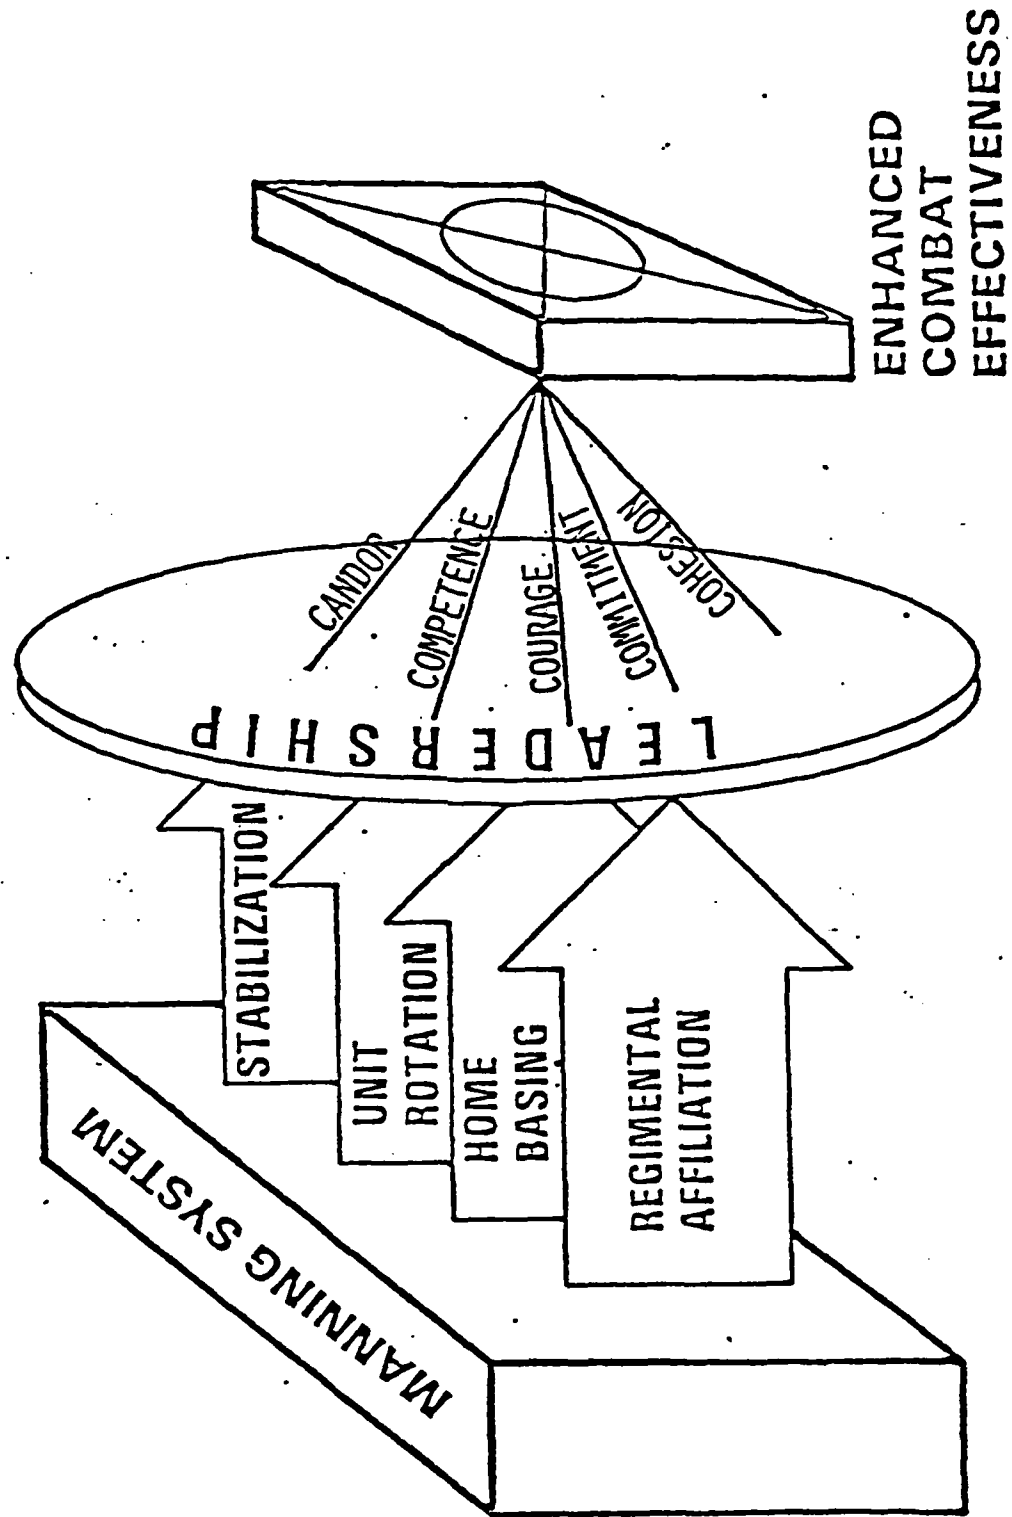 MANNING SYSTEM
STABILIZATION
UNIT
ROTATION
HOME
BASING
REGIMENTAL
AFFILIATION
LEADERSHIP
CANDOR
COMPETENCE
COURAGE
COMMITMENT
COHESION
ENHANCED
COMBAT
EFFECTIVENESS